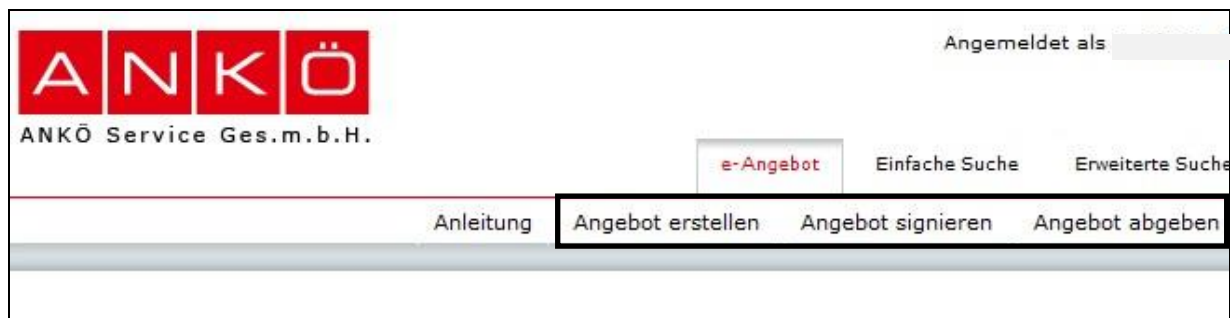 Angemeldet als
ANKÖ
ANKÖ Service Ges.m.b.H.
e-Angebot Einfache Suche Erweiterte Suche
Anleitung Angebot erstellen Angebot signieren Angebot abgeben